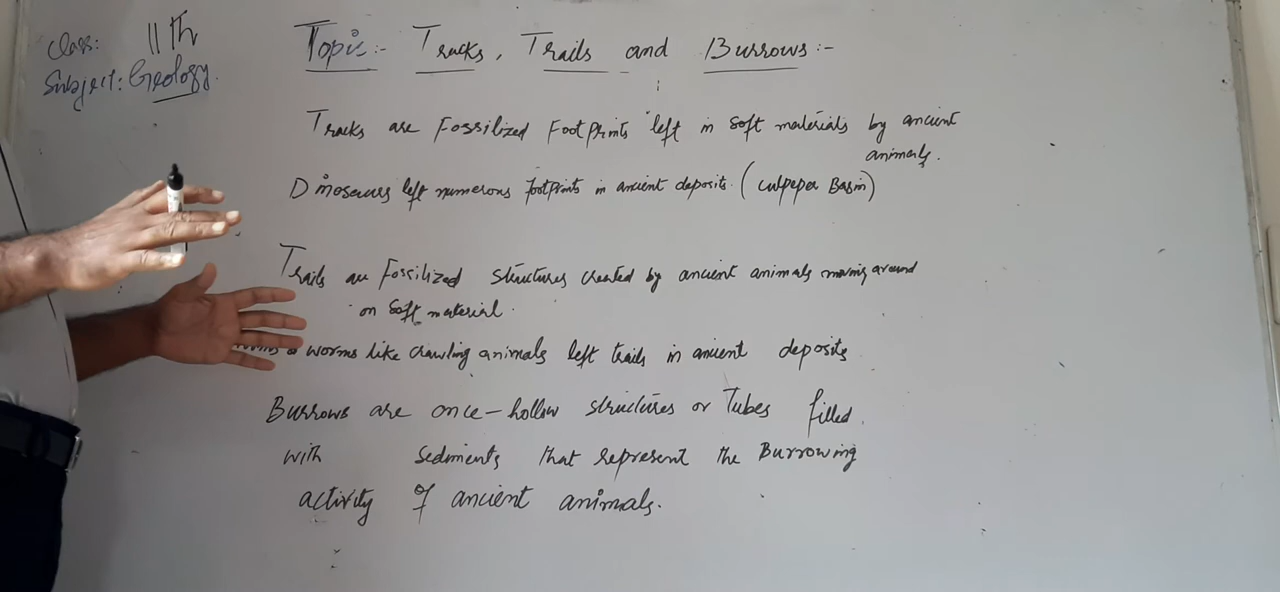 Class: 11th
Subject: Geology.
Topic:- Tracks, Trails and Burrows:-
Tracks are Fossilized Footprints left in soft materials by ancient
animals.
Dinosaurs left numerous footprints in ancient deposits. (Culpeper Basin)
Trails are Fossilized structures created by ancient animals moving around
on soft material.
worms like crawling animals left trails in ancient deposits
Burrows are once-hollow structures or Tubes filled
with sediments that represent the Burrowing
activity of ancient animals.